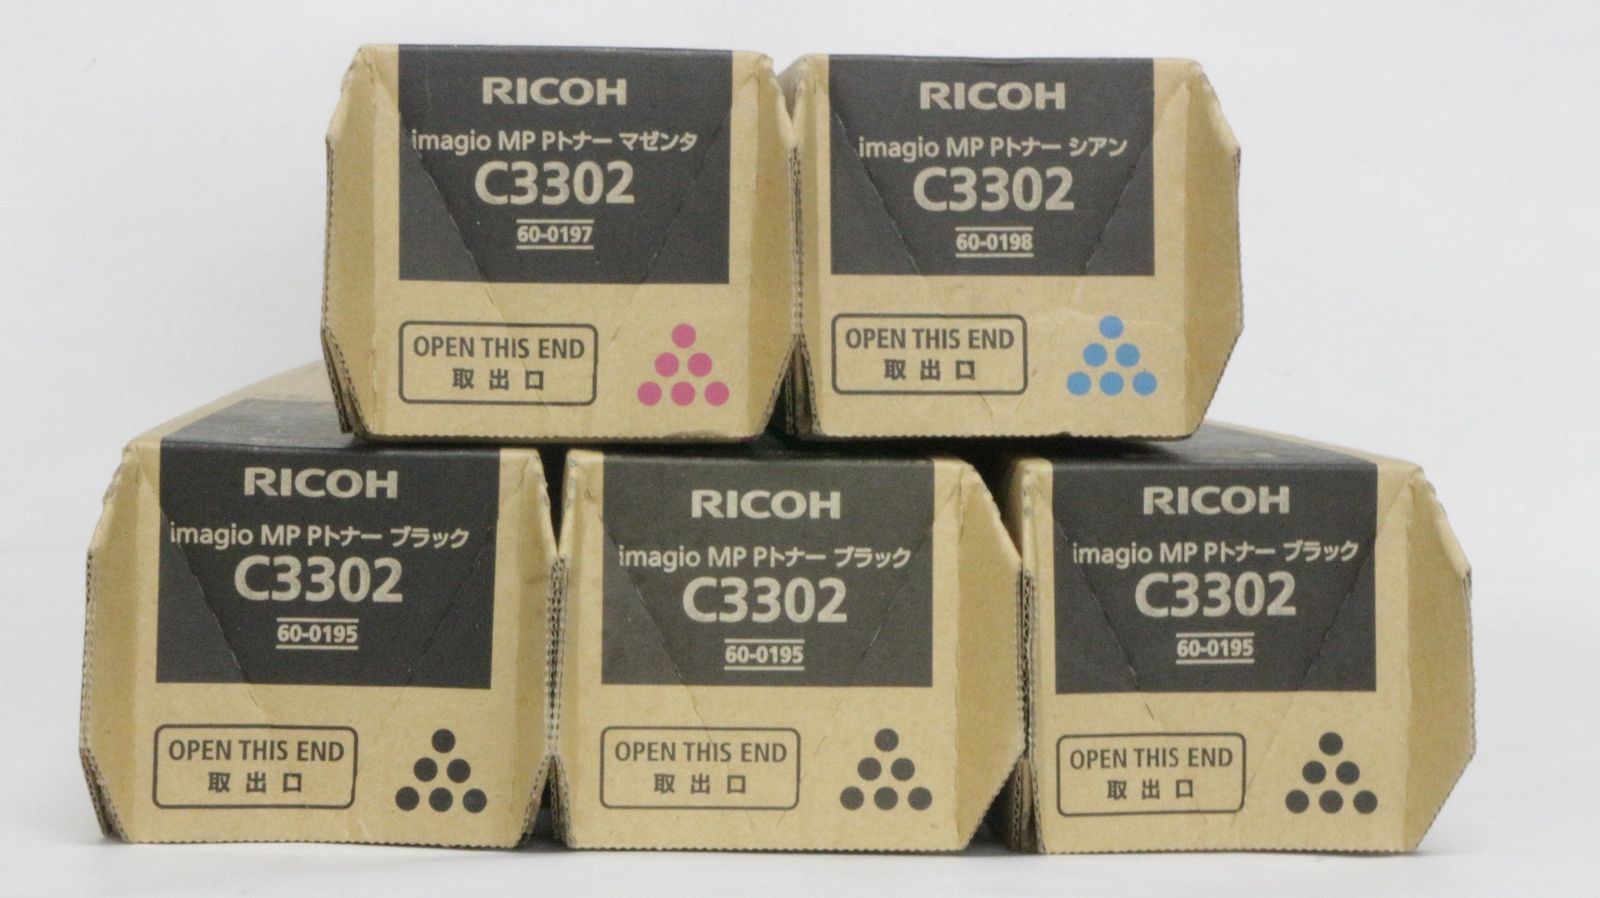 RICOH
imagio MP Pトナー マゼンタ
C3302
60-0197
OPEN THIS END
取出口
RICOH
imagio MP Pトナー シアン
C3302
60-0198
OPEN THIS END
取出口
RICOH
imagio MP Pトナー ブラック
C3302
60-0195
OPEN THIS END
取出口
RICOH
imagio MP Pトナー ブラック
C3302
60-0195
OPEN THIS END
取出口
RICOH
imagio MP Pトナー ブラック
C3302
60-0195
OPEN THIS END
取出口